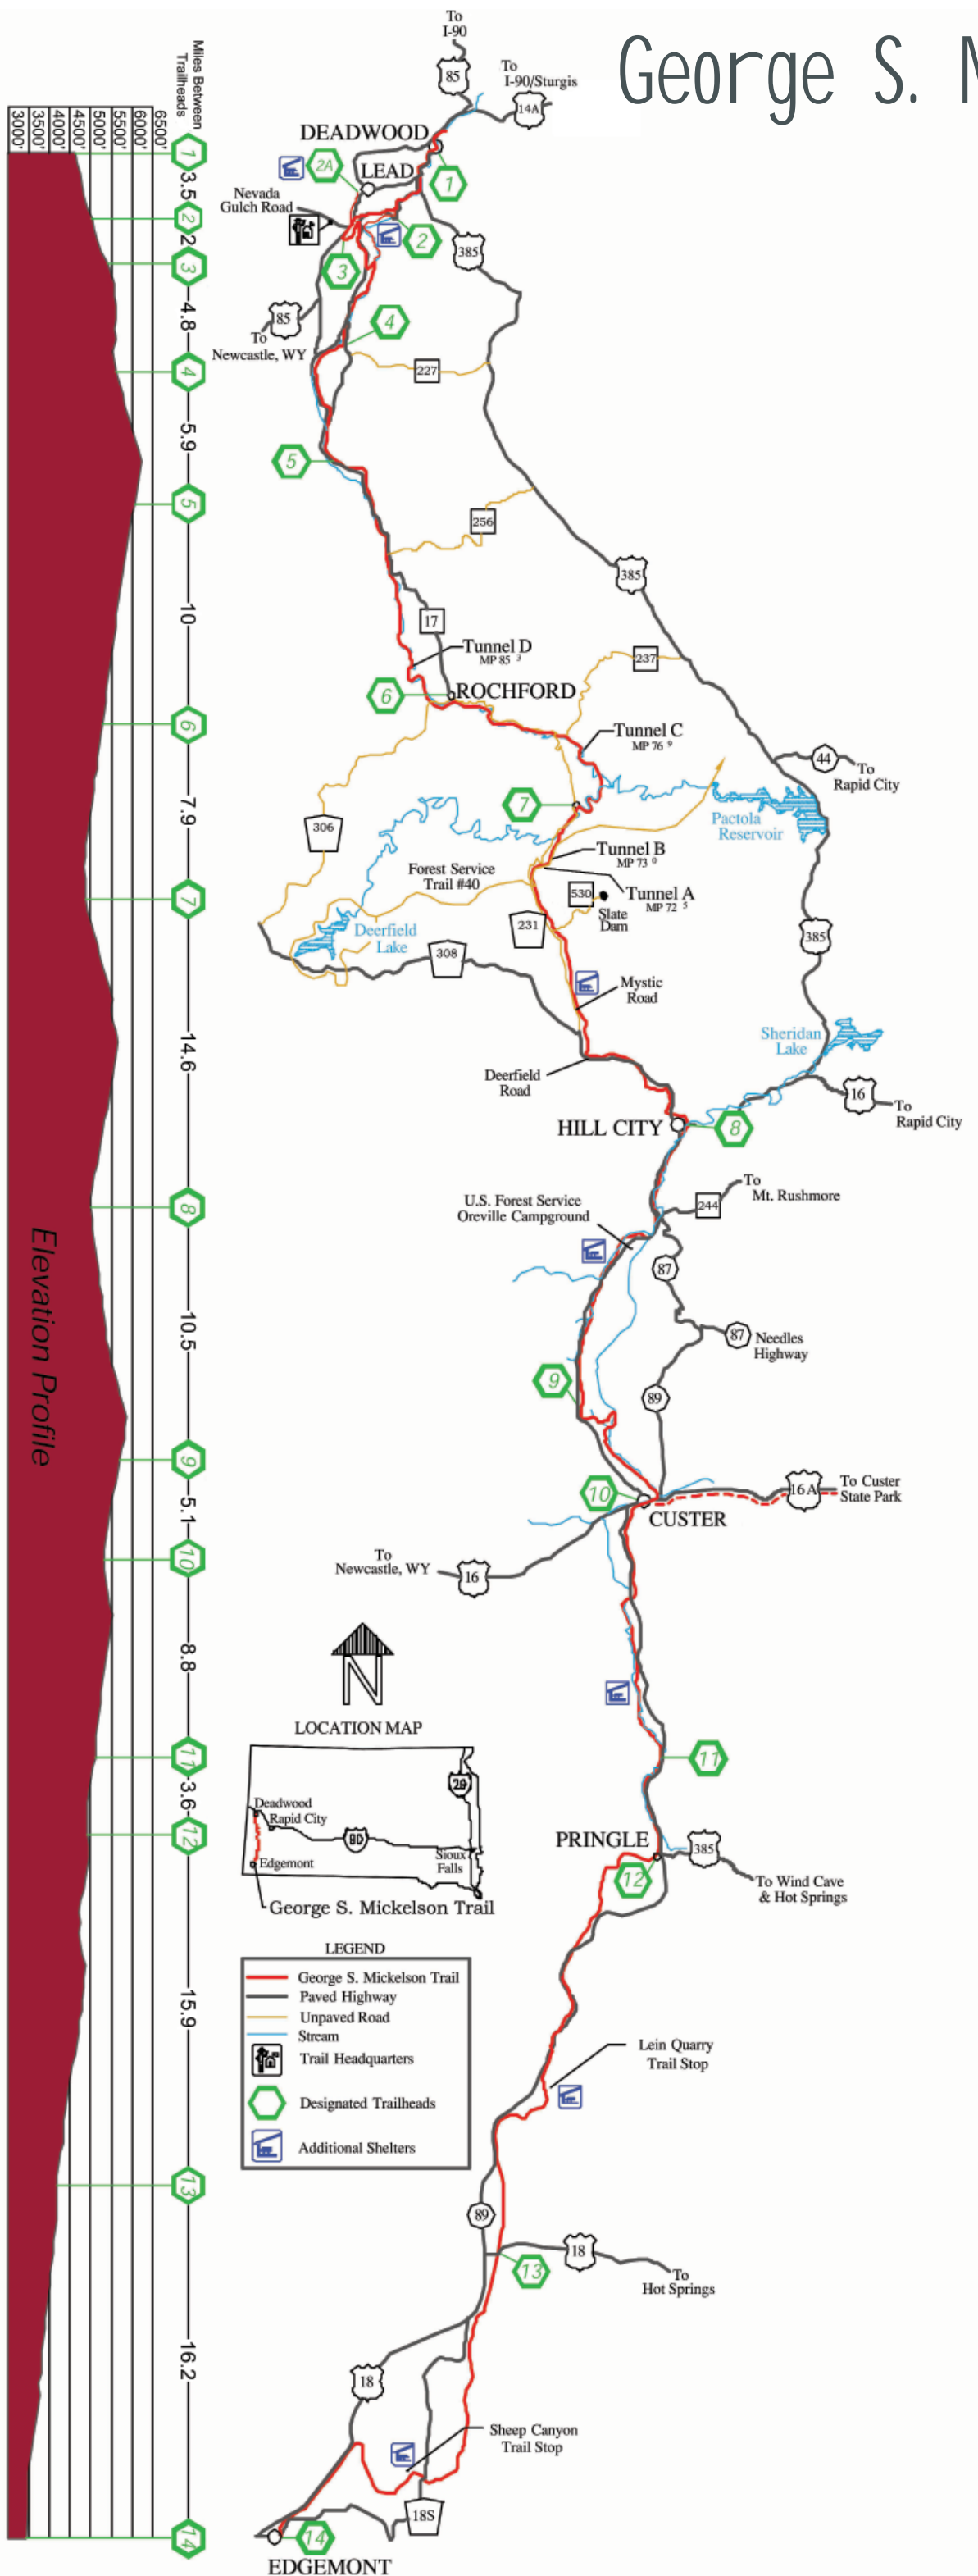 George S. M
To
I-90
85
To
I-90/Sturgis
14A
DEADWOOD
1
2A
LEAD
Nevada
Gulch Road
2
3
385
85
To
Newcastle, WY
4
227
5
256
385
17
Tunnel D
MP 85 3
237
6
ROCHFORD
Tunnel C
MP 76 9
44
To
Rapid City
7
Pactola
Reservoir
306
Tunnel B
MP 73 0
Forest Service
Trail #40
530
Tunnel A
MP 72 5
Slate
Dam
231
Deerfield
Lake
385
308
Mystic
Road
Sheridan
Lake
Deerfield
Road
16
To
Rapid City
HILL CITY
8
To
Mt. Rushmore
244
U.S. Forest Service
Oreville Campground
87
87
Needles
Highway
9
89
10
16A
To Custer
State Park
CUSTER
To
Newcastle, WY
16
N
11
LOCATION MAP
29
Deadwood
Rapid City
90
Sioux
Falls
Edgemont
George S. Mickelson Trail
PRINGLE
385
12
To Wind Cave
& Hot Springs
LEGEND
George S. Mickelson Trail
Paved Highway
Unpaved Road
Stream
Trail Headquarters
Designated Trailheads
Additional Shelters
Lein Quarry
Trail Stop
89
18
13
To
Hot Springs
18
Sheep Canyon
Trail Stop
18S
14
EDGEMONT
Miles Between
Trailheads
6500'
6000'
5500'
5000'
4500'
4000'
3500'
3000'
1
3.5
2
2
3
4.8
4
5.9
5
10
6
7.9
7
14.6
8
10.5
9
5.1
10
8.8
11
3.6
12
15.9
13
16.2
14
Elevation Profile